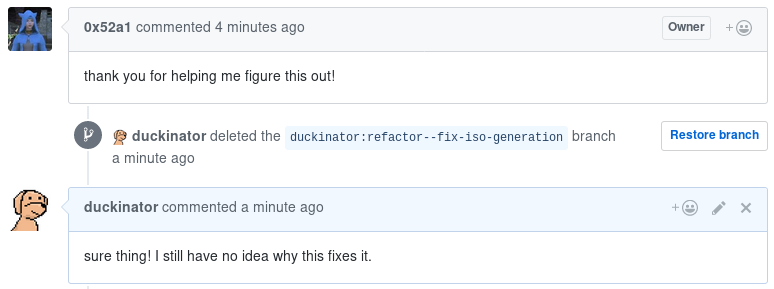 0x52a1 commented 4 minutes ago Owner
thank you for helping me figure this out!
duckinator deleted the duckinator:refactor--fix-iso-generation branch Restore branch
a minute ago
duckinator commented a minute ago
sure thing! I still have no idea why this fixes it.